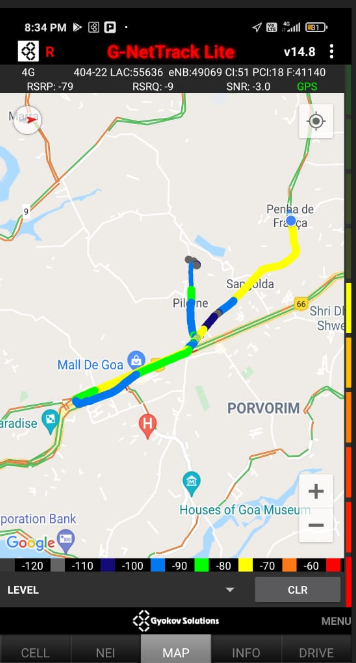 8:34 PM
4G
81
R G-NetTrack Lite v14.8
4G 404-22 LAC:55636 eNB:49069 CI:51 PCI:18 F:41140
RSRP: -79 RSRQ: -9 SNR: -3.0 GPS
Penha de
França
9
Sangolda
Pilerne
66
Shri D
Shwe
Mall De Goa
aradise
PORVORIM
H
Houses of Goa Museum
poration Bank
Google
+
−
-120 -110 -100 -90 -80 -70 -60
LEVEL CLR
Gyokov Solutions MENU
CELL NEI MAP INFO DRIVE